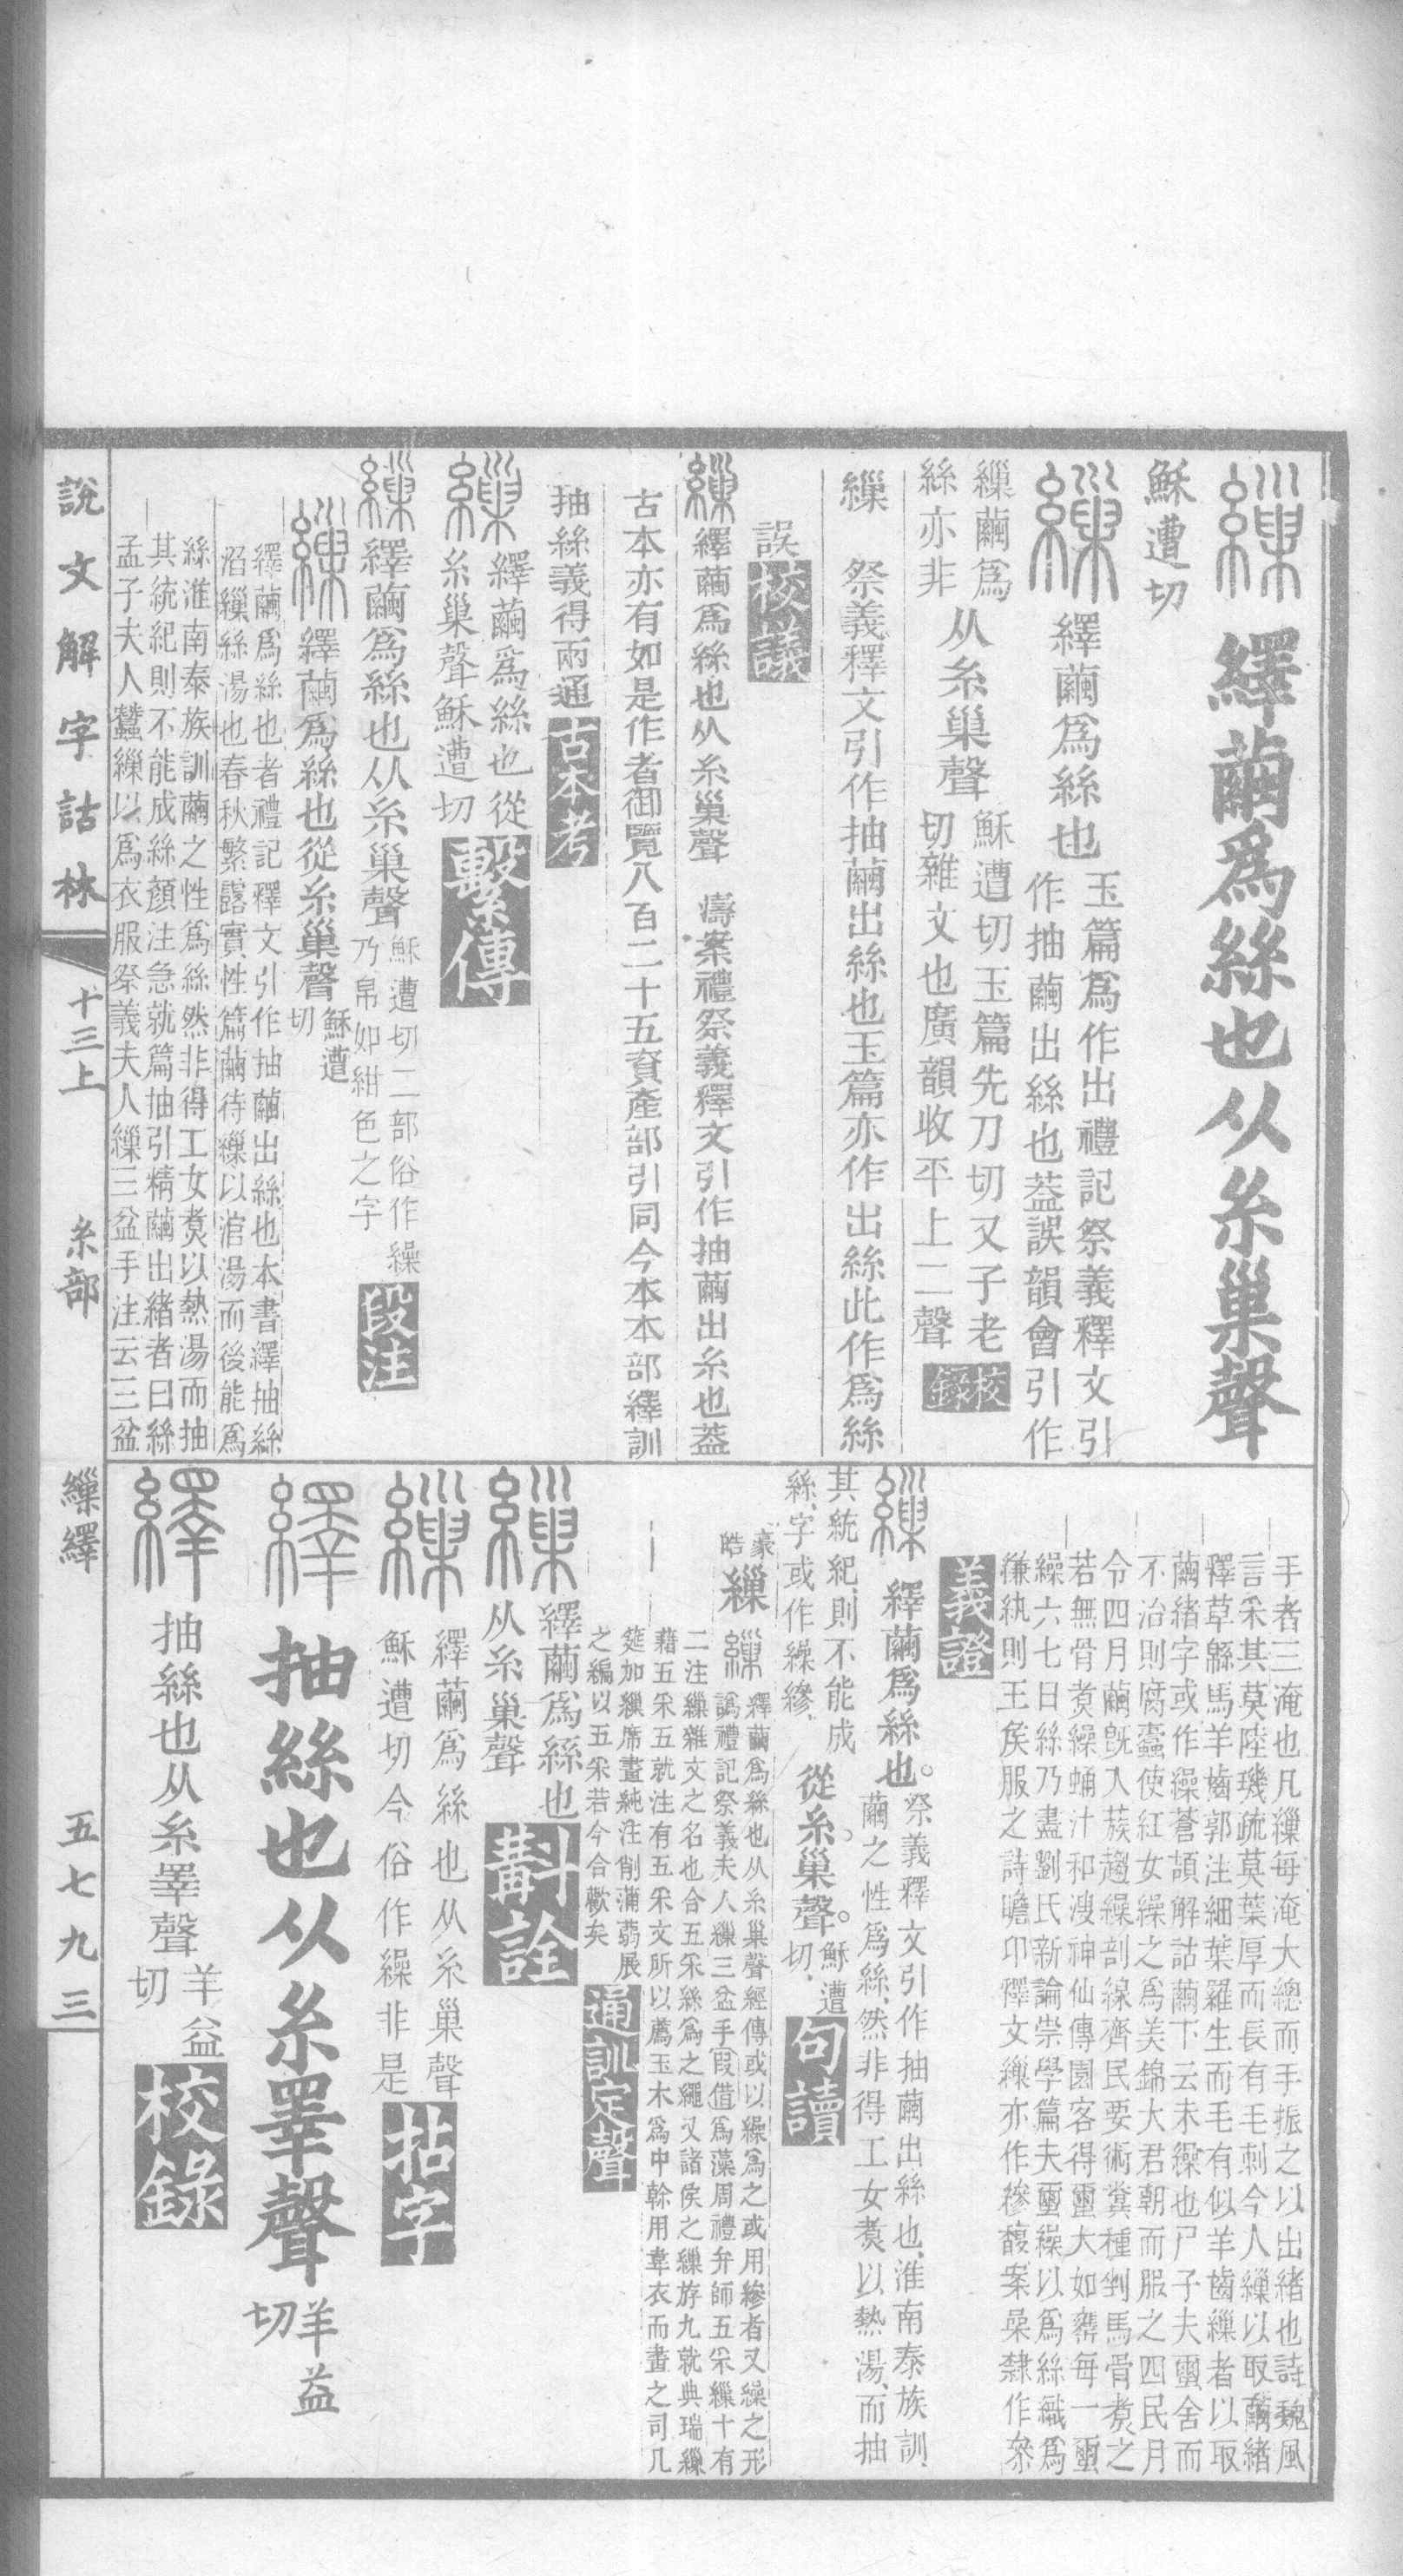 繅 繹繭爲絲也从糸巢聲
穌遭切
繅 繹繭爲絲也 玉篇爲作出禮記祭義釋文引
作抽繭出絲也蓋誤韻會引作
繅繭爲
絲亦非
从糸巢聲 穌遭切玉篇先刀切又子老
切雜文也廣韻收平上二聲 校錄
繅 祭義釋文引作抽繭出絲也玉篇亦作出絲此作爲絲
誤 校議
繅 繹繭爲絲也从糸巢聲 濤案禮祭義釋文引作抽繭出糸也蓋
古本亦有如是作者御覽八百二十五資產部引同今本本部繹訓
抽絲義得兩通 古本考
繅 繹繭爲絲也從
糸巢聲穌遭切 繫傳
繅 繹繭爲絲也从糸巢聲 穌遭切二部俗作繰
乃帛如紺色之字 段注
繅 繹繭爲絲也從糸巢聲 穌遭
切
繹繭爲絲也者禮記釋文引作抽繭出絲也本書繹抽絲
滔繅絲湯也春秋繁露實性篇繭待繅以涫湯而後能爲
絲淮南泰族訓繭之性爲絲然非得工女煑以熱湯而抽
其統紀則不能成絲顏注急就篇抽引精繭出緒者曰絲
孟子夫人蠶繅以爲衣服祭義夫人繅三盆手注云三盆
手者三淹也凡繅每淹大總而手振之以出緒也詩魏風
言采其莫陸璣疏莫葉厚而長有毛刺今人繅以取繭緒
釋草緜馬羊齒郭注細葉羅生而毛有似羊齒繅者以取
繭緒字或作繰蒼頡解詁繭下云未繰也尸子夫蠒舍而
不治則腐蠹使紅女繰之爲美錦大君朝而服之四民月
令四月繭既入蔟趨繰剖線齊民要術糞種剉馬骨煑之
若無骨煑繰蛹汁和溲神仙傳園客得蠒大如甕每一蠒
繰六七日絲乃盡劉氏新論崇學篇夫蠒繰以爲絲織爲
縑紈則王矦服之詩瞻卬釋文繅亦作縿馥案喿隸作枀
義證
繅 繹繭爲絲也。祭義釋文引作抽繭出絲也、淮南泰族訓、
繭之性爲絲、然非得工女煑以熱湯、而抽
其統紀、則不能成
絲、字或作繰縿、
從糸。巢聲。穌遭
切、 句讀
豪
皓 繅 繅 繹繭爲絲也从糸巢聲經傳或以繰爲之或用縿者又繰之形
譌禮記祭義夫人繅三盆手叚借爲藻周禮弁師五采繅十有
二注繅雜文之名也合五采絲爲之繩又諸侯之繅斿九就典瑞繅
藉五采五就注有五采文所以薦玉木爲中榦用韋衣而畫之司几
筵加繅席畫純注削蒲蒻展
之編以五采若今合歡矣 通訓定聲
繅 繹繭爲絲也
从糸巢聲 斠詮
繅 繹繭爲絲也从糸巢聲
穌遭切今俗作繰非是 拈字
繹 抽絲也从糸睪聲 羊益
切
繹 抽絲也从糸睪聲 羊益
切 校錄
說文解字詁林 十三上 糸部 繅繹 五七九三